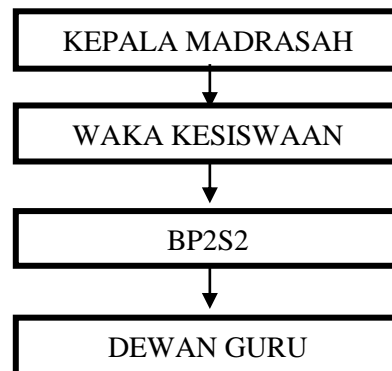 KEPALA MADRASAH
WAKA KESISWAAN
BP2S2
DEWAN GURU